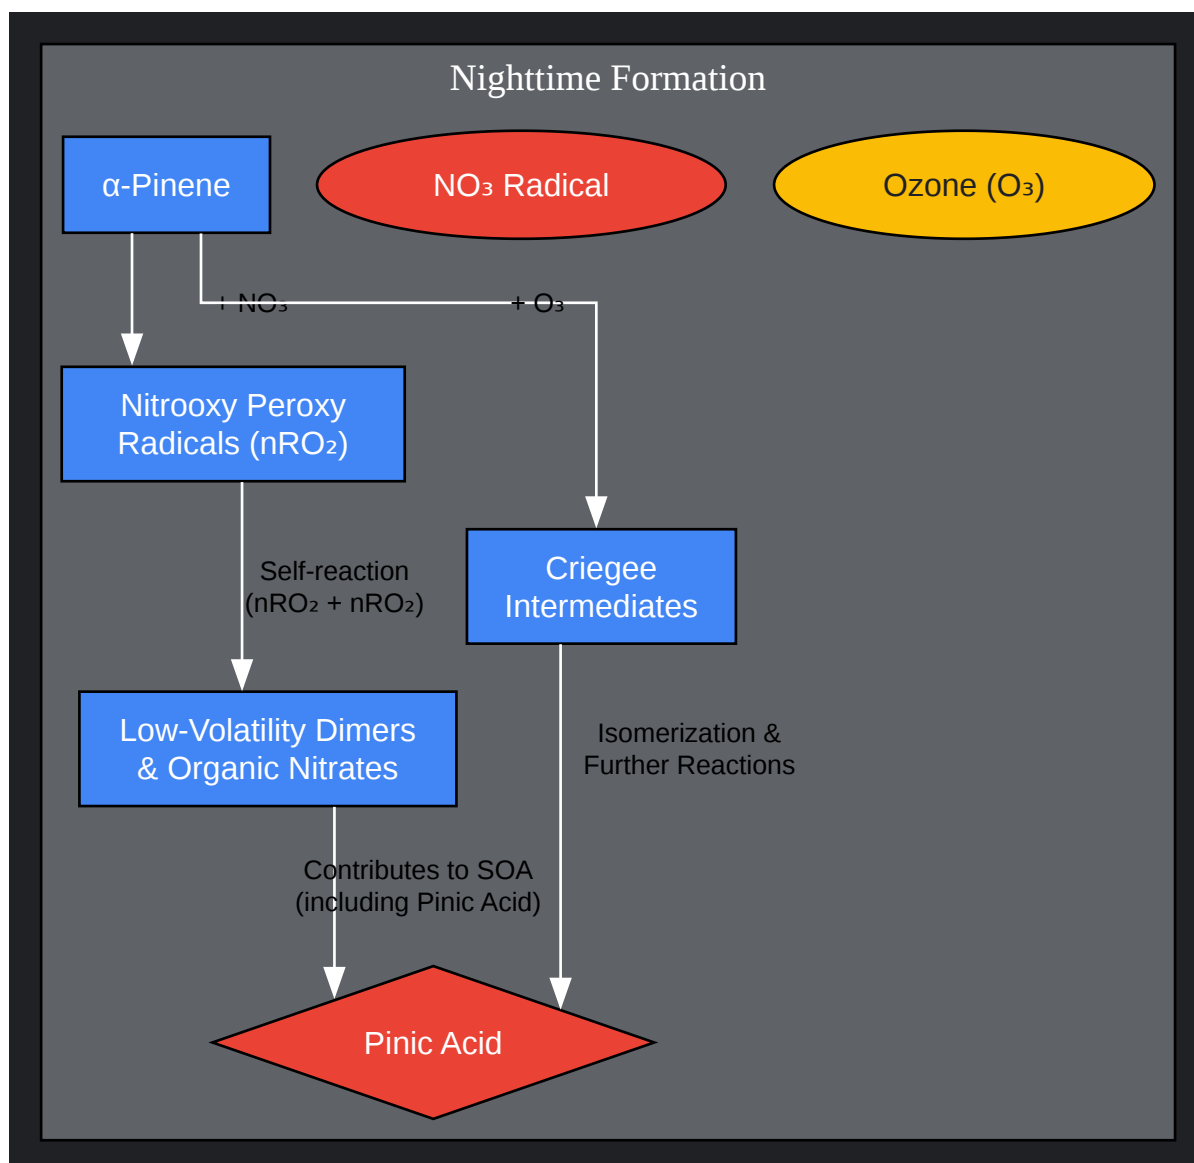 Nighttime Formation
α-Pinene
NO₃ Radical
Ozone (O₃)
+ NO₃
+ O₃
Nitrooxy Peroxy
Radicals (nRO₂)
Self-reaction
(nRO₂ + nRO₂)
Criegee
Intermediates
Low-Volatility Dimers
& Organic Nitrates
Isomerization &
Further Reactions
Contributes to SOA
(including Pinic Acid)
Pinic Acid